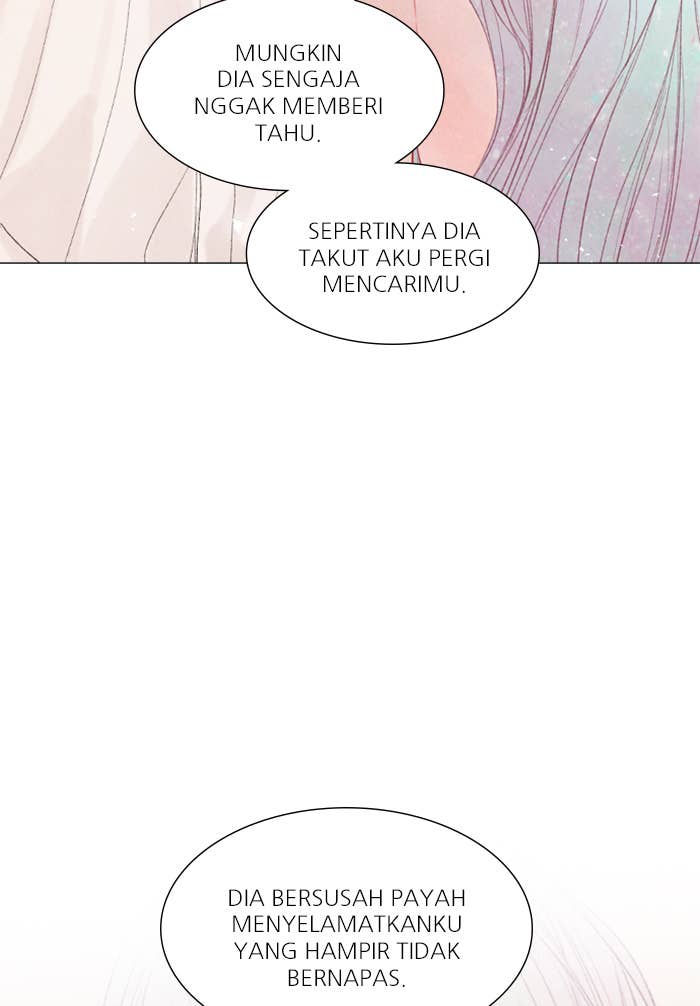 MUNGKIN
DIA SENGAJA
NGGAK MEMBERI
TAHU.
SEPERTINYA DIA
TAKUT AKU PERGI
MENCARIMU.
DIA BERSUSAH PAYAH
MENYELAMATKANKU
YANG HAMPIR TIDAK
BERNAPAS.